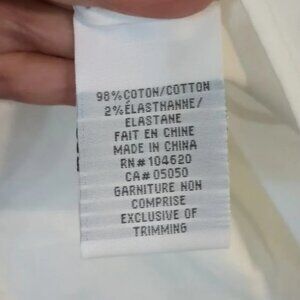 98% COTON/COTTON
2% ÉLASTHANNE/
ELASTANE
FAIT EN CHINE
MADE IN CHINA
RN# 104620
CA# 05050
GARNITURE NON
COMPRISE
EXCLUSIVE OF
TRIMMING